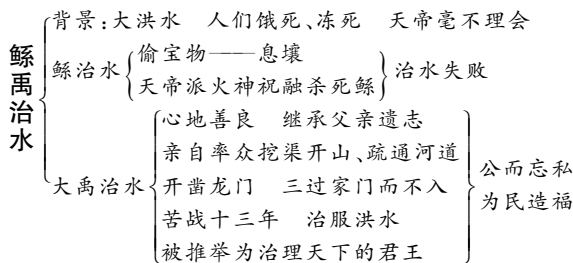 鲧禹治水
背景:大洪水 人们饿死、冻死 天帝毫不理会
鲧治水
偷宝物——息壤
天帝派火神祝融杀死鲧
治水失败
大禹治水
心地善良 继承父亲遗志
亲自率众挖渠开山、疏通河道
开凿龙门 三过家门而不入
苦战十三年 治服洪水
被推举为治理天下的君王
公而忘私
为民造福